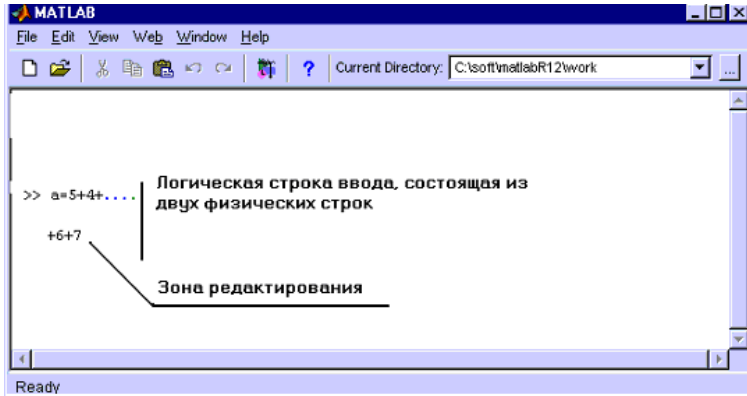 MATLAB
File Edit View Web Window Help
? Current Directory: C:\soft\matlabR12\work ...
>> a=5+4+....
Логическая строка ввода, состоящая из
двух физических строк
+6+7
Зона редактирования
Ready